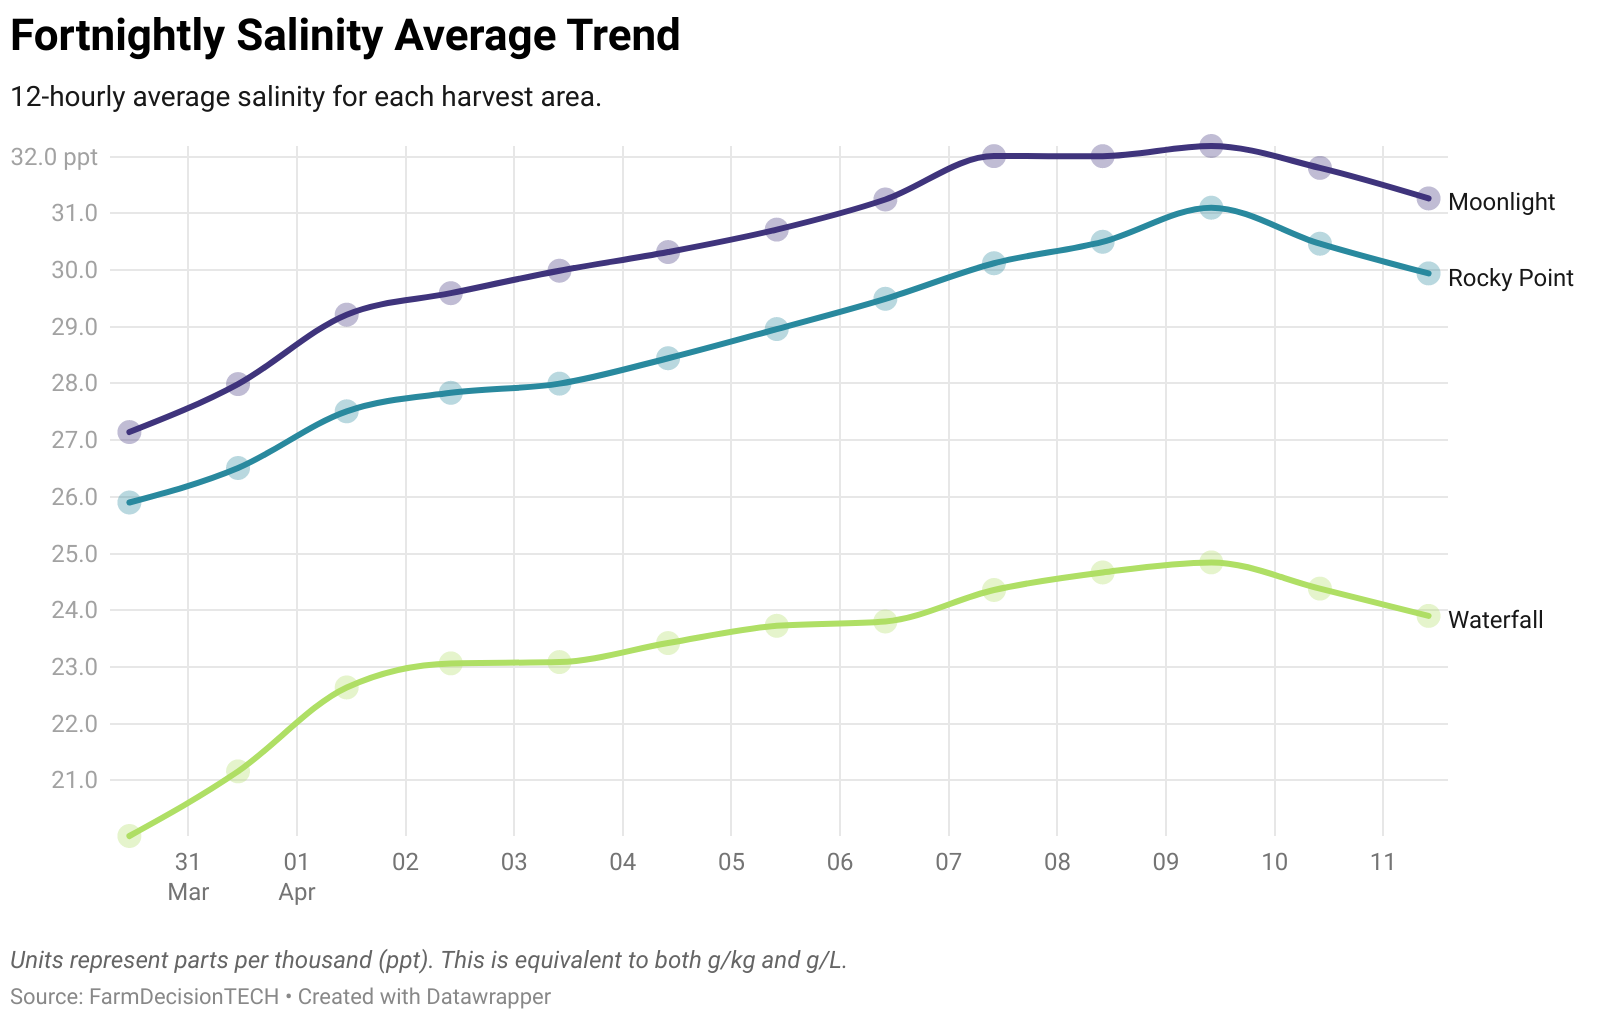 Fortnightly Salinity Average Trend
12-hourly average salinity for each harvest area.
32.0 ppt
31.0
30.0
29.0
28.0
27.0
26.0
25.0
24.0
23.0
22.0
21.0
Moonlight
Rocky Point
Waterfall
31 01 02 03 04 05 06 07 08 09 10 11
Mar Apr
Units represent parts per thousand (ppt). This is equivalent to both g/kg and g/L.
Source: FarmDecisionTECH • Created with Datawrapper